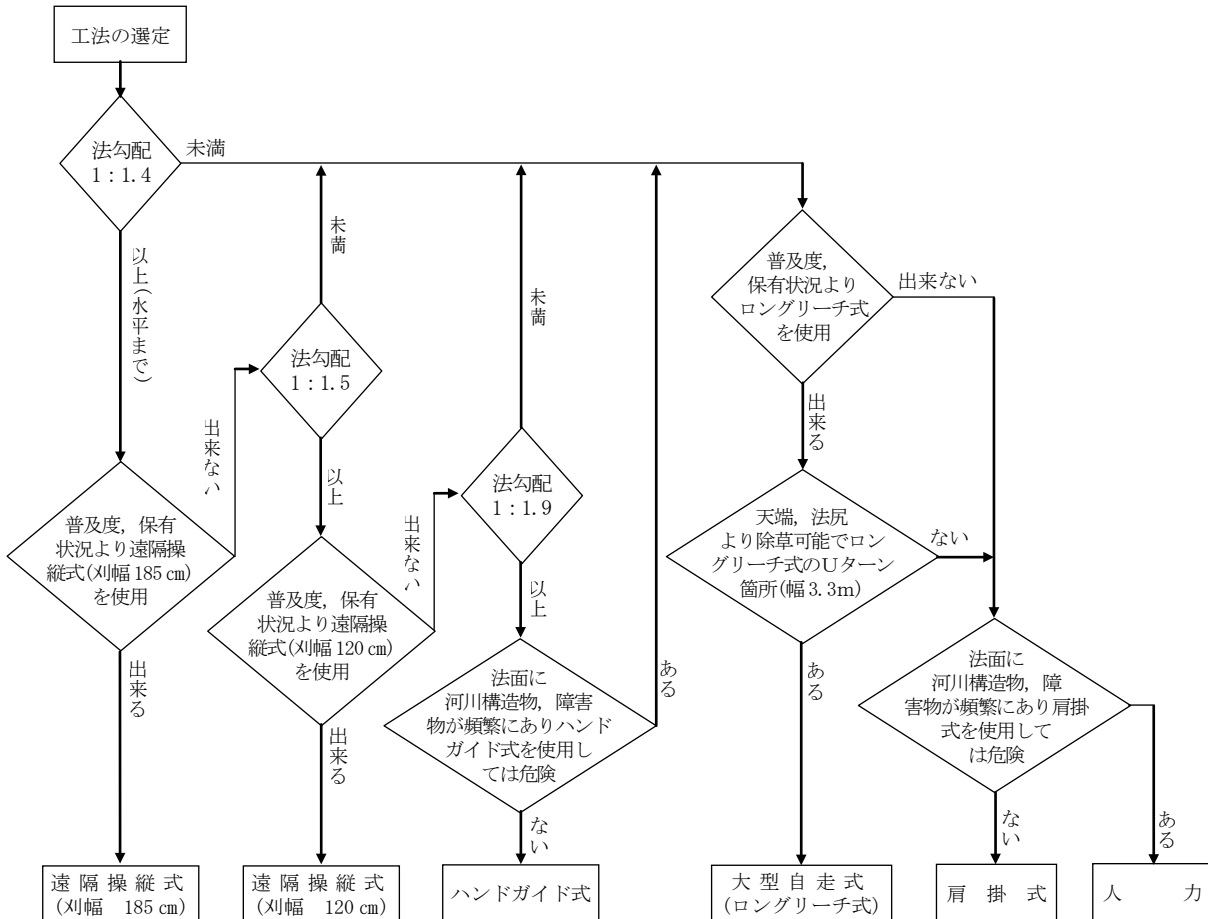 工法の選定
法勾配
1：1.4
未満
以上(水平まで)
普及度，保有
状況より遠隔操
縦式(刈幅 185 cm)
を使用
出来ない
出来る
遠隔操縦式
(刈幅 185 cm)
未満
法勾配
1：1.5
以上
普及度，保有
状況より遠隔操
縦式(刈幅 120 cm)
を使用
出来ない
出来る
遠隔操縦式
(刈幅 120 cm)
未満
法勾配
1：1.9
以上
法面に
河川構造物，障害
物が頻繁にありハンド
ガイド式を使用し
ては危険
ある
ない
ハンドガイド式
普及度，
保有状況より
ロングリーチ式
を使用
出来ない
出来る
天端，法尻
より除草可能でロン
グリーチ式のUターン
箇所(幅 3.3m)
ない
ある
大型自走式
(ロングリーチ式)
法面に
河川構造物，障
害物が頻繁にあり肩掛
式を使用して
は危険
ない
ある
肩掛式
人力